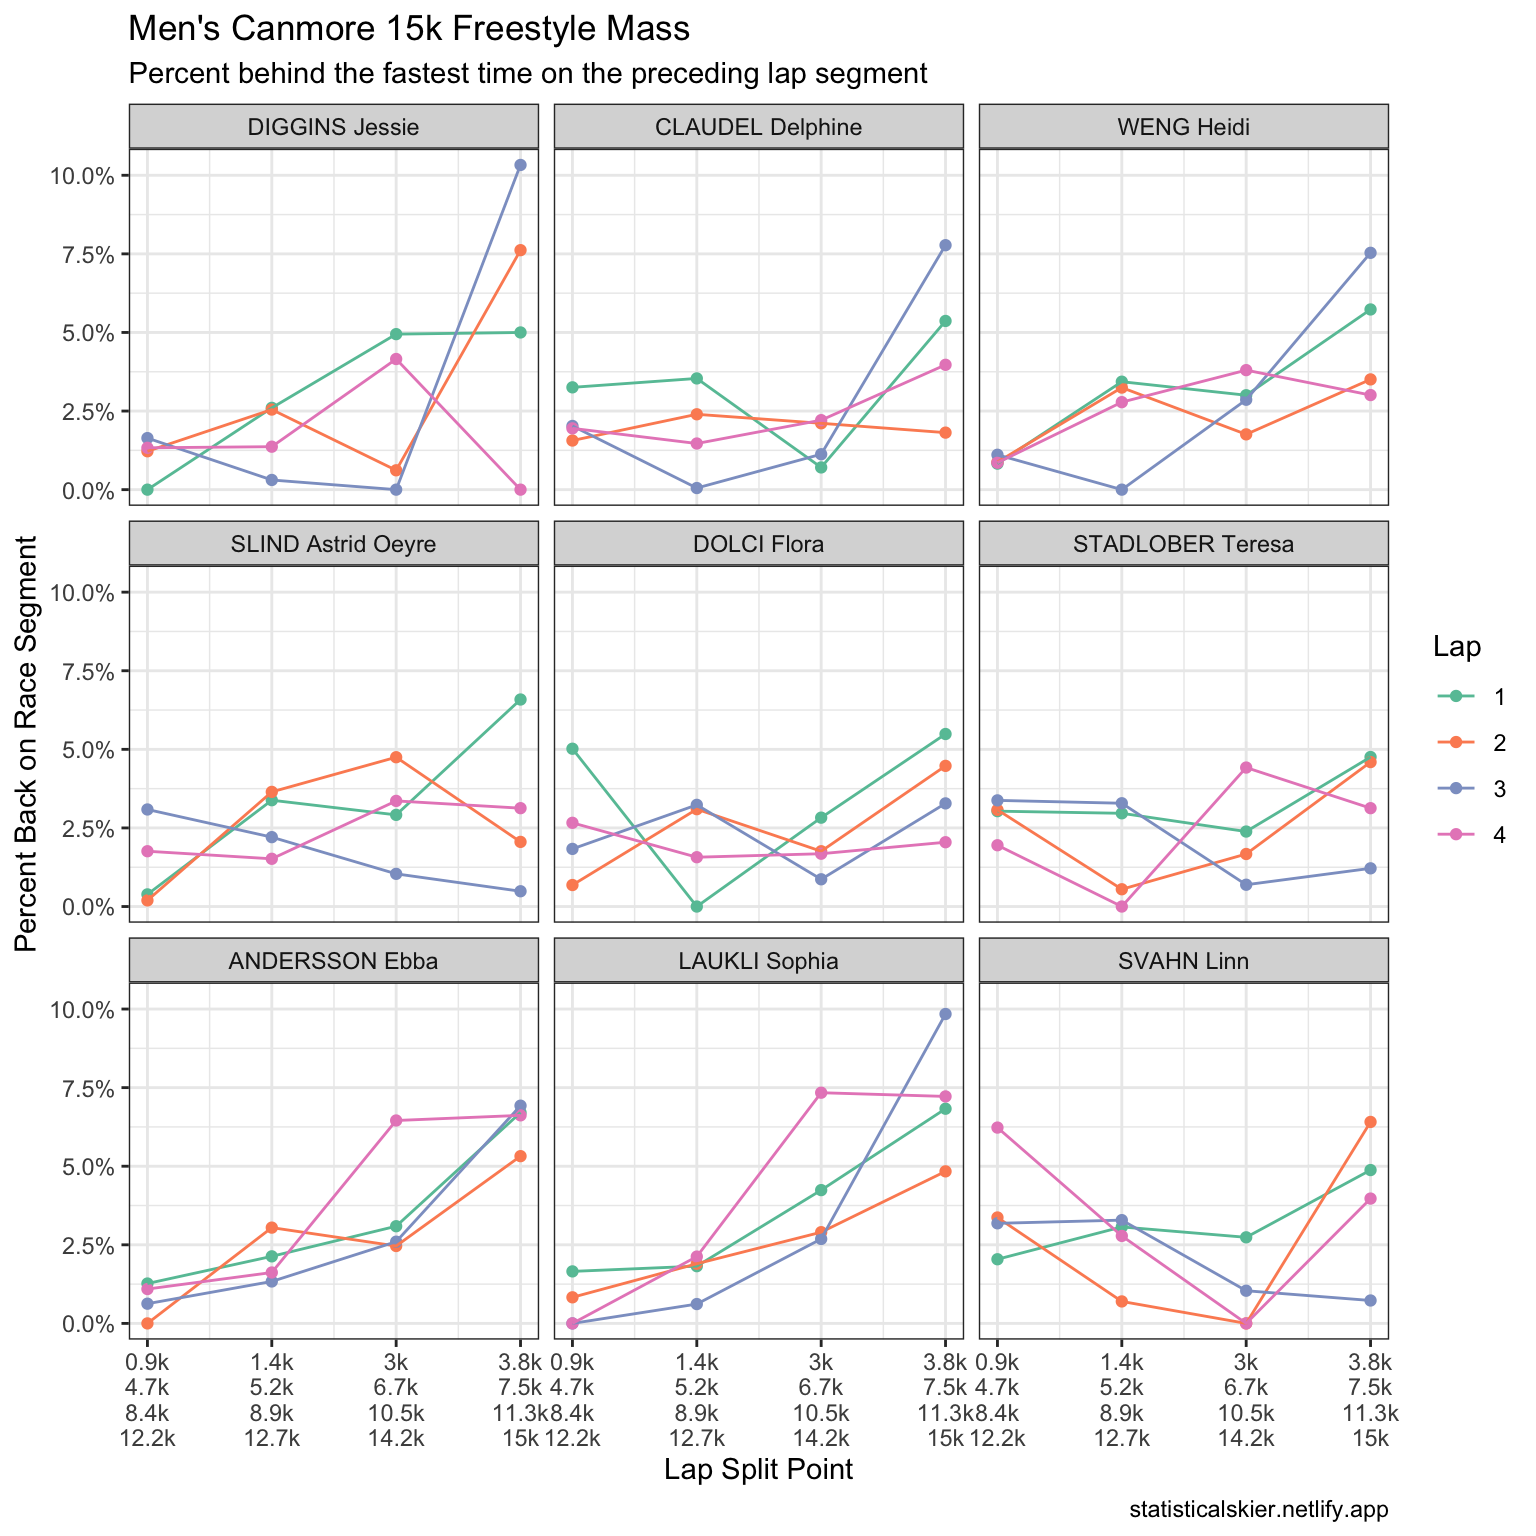 Men's Canmore 15k Freestyle Mass
Percent behind the fastest time on the preceding lap segment
DIGGINS Jessie CLAUDEL Delphine WENG Heidi
10.0%
7.5%
5.0%
2.5%
0.0%
SLIND Astrid Oeyre DOLCI Flora STADLOBER Teresa
10.0%
7.5%
5.0%
2.5%
0.0%
ANDERSSON Ebba LAUKLI Sophia SVAHN Linn
10.0%
7.5%
5.0%
2.5%
0.0%
Percent Back on Race Segment
0.9k 1.4k 3k 3.8k 0.9k 1.4k 3k 3.8k 0.9k 1.4k 3k 3.8k
4.7k 5.2k 6.7k 7.5k 4.7k 5.2k 6.7k 7.5k 4.7k 5.2k 6.7k 7.5k
8.4k 8.9k 10.5k 11.3k 8.4k 8.9k 10.5k 11.3k 8.4k 8.9k 10.5k 11.3k
12.2k 12.7k 14.2k 15k 12.2k 12.7k 14.2k 15k 12.2k 12.7k 14.2k 15k
Lap Split Point
Lap
1
2
3
4
statisticalskier.netlify.app